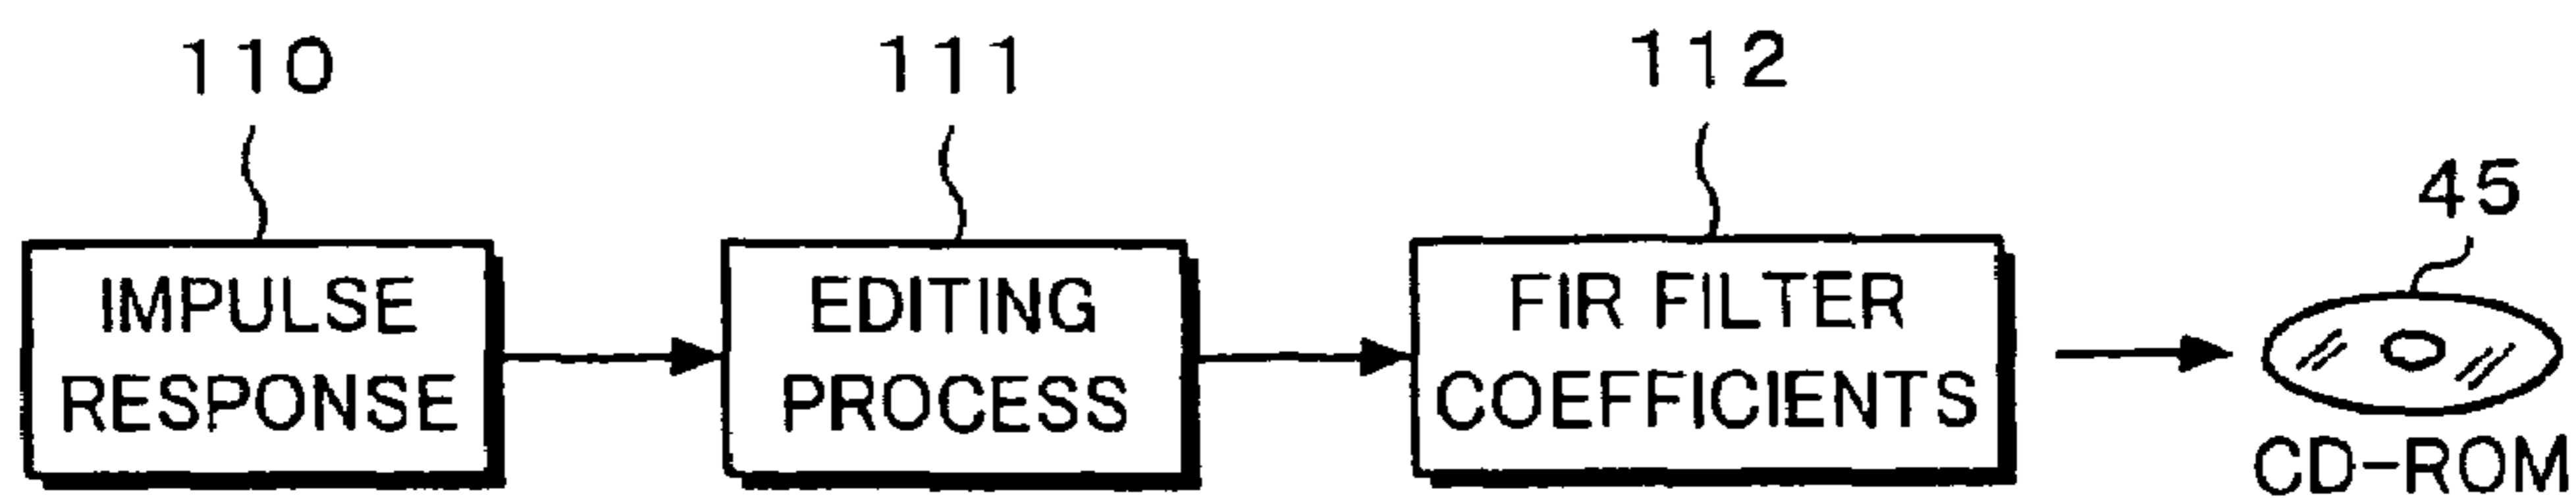 110
111
112
45
IMPULSE
RESPONSE
EDITING
PROCESS
FIR FILTER
COEFFICIENTS
CD-ROM